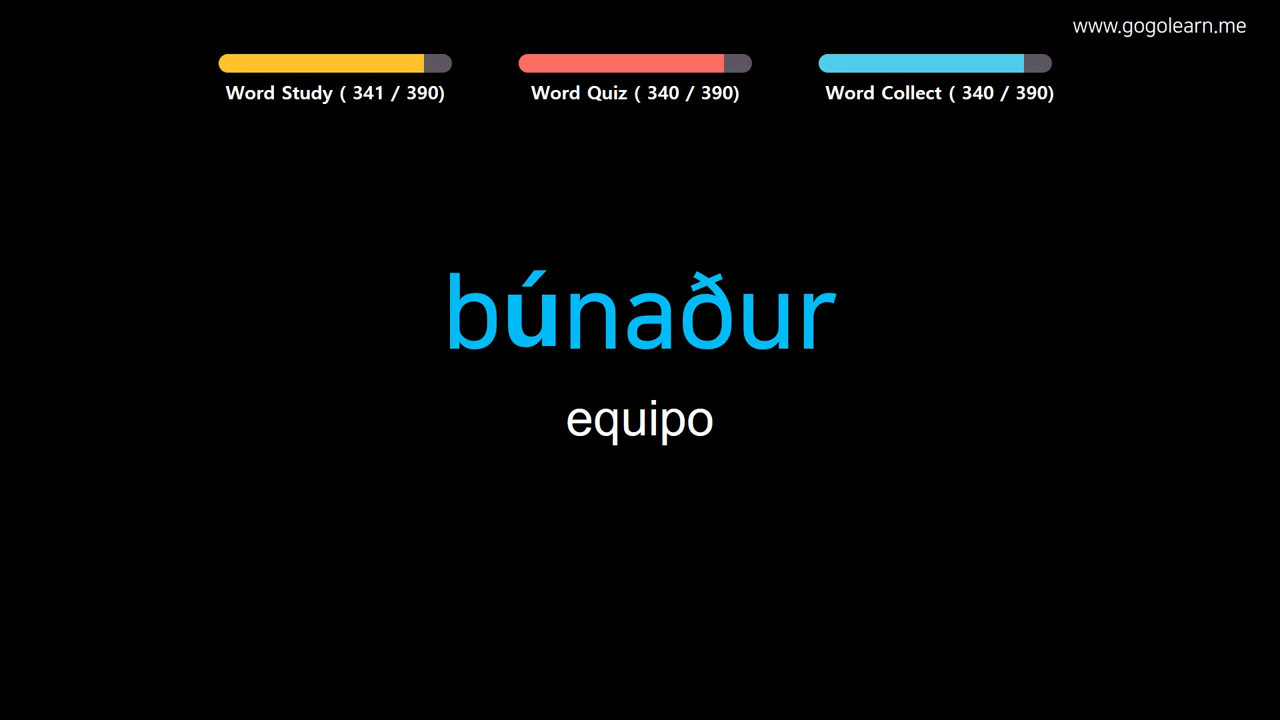 www.gogolearn.me
Word Study ( 341 / 390)
Word Quiz ( 340 / 390)
Word Collect ( 340 / 390)
búnaður
equipo